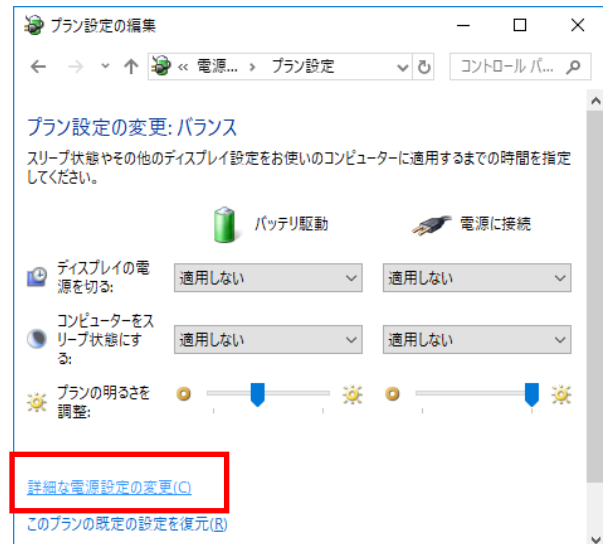 プラン設定の編集
« 電源... › プラン設定
コントロール パ...
プラン設定の変更: バランス
スリープ状態やその他のディスプレイ設定をお使いのコンピューターに適用するまでの時間を指定
してください。
バッテリ駆動
電源に接続
ディスプレイの電
源を切る:
適用しない
適用しない
コンピューターをス
リープ状態にす
る:
適用しない
適用しない
プランの明るさを
調整:
詳細な電源設定の変更(C)
このプランの既定の設定を復元(R)